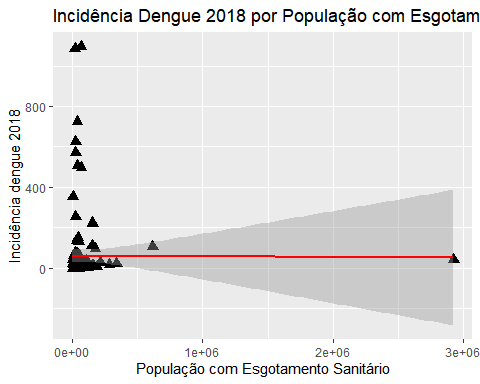 Incidência Dengue 2018 por População com Esgotam
Incidência dengue 2018
800
400
0
0e+00 1e+06 2e+06 3e+06
População com Esgotamento Sanitário